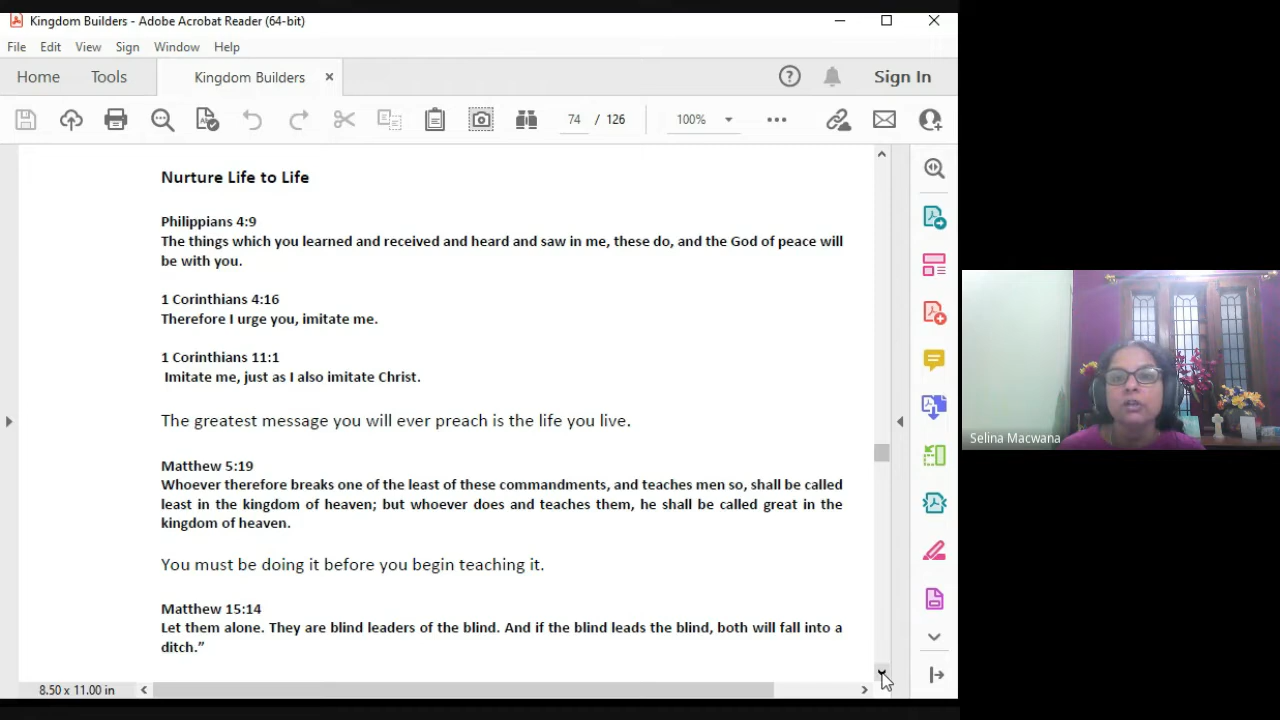 Kingdom Builders - Adobe Acrobat Reader (64-bit)
File Edit View Sign Window Help
Home Tools Kingdom Builders × Sign In
74 / 126 100%
Nurture Life to Life
Philippians 4:9
The things which you learned and received and heard and saw in me, these do, and the God of peace will
be with you.
1 Corinthians 4:16
Therefore I urge you, imitate me.
1 Corinthians 11:1
Imitate me, just as I also imitate Christ.
The greatest message you will ever preach is the life you live.
Matthew 5:19
Whoever therefore breaks one of the least of these commandments, and teaches men so, shall be called
least in the kingdom of heaven; but whoever does and teaches them, he shall be called great in the
kingdom of heaven.
You must be doing it before you begin teaching it.
Matthew 15:14
Let them alone. They are blind leaders of the blind. And if the blind leads the blind, both will fall into a
ditch.”
8.50 x 11.00 in
Selina Macwana